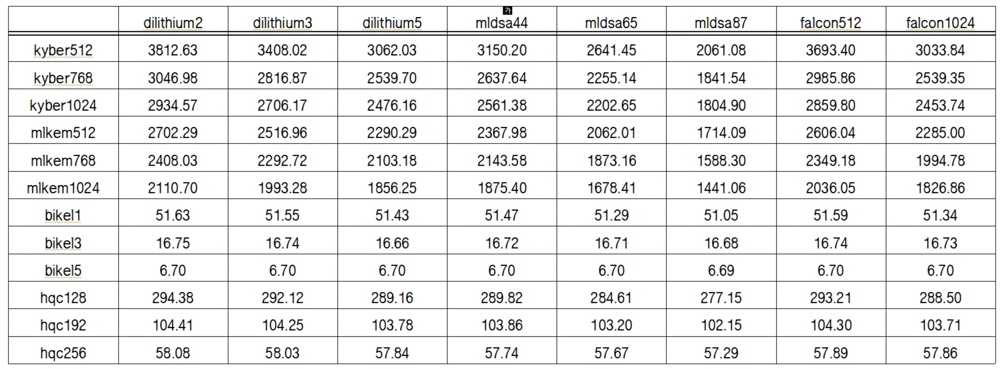 가
dilithium2 dilithium3 dilithium5 mldsa44 mldsa65 mldsa87 falcon512 falcon1024
kyber512 3812.63 3408.02 3062.03 3150.20 2641.45 2061.08 3693.40 3033.84
kyber768 3046.98 2816.87 2539.70 2637.64 2255.14 1841.54 2985.86 2539.35
kyber1024 2934.57 2706.17 2476.16 2561.38 2202.65 1804.90 2859.80 2453.74
mlkem512 2702.29 2516.96 2290.29 2367.98 2062.01 1714.09 2606.04 2285.00
mlkem768 2408.03 2292.72 2103.18 2143.58 1873.16 1588.30 2349.18 1994.78
mlkem1024 2110.70 1993.28 1856.25 1875.40 1678.41 1441.06 2036.05 1826.86
bikel1 51.63 51.55 51.43 51.47 51.29 51.05 51.59 51.34
bikel3 16.75 16.74 16.66 16.72 16.71 16.68 16.74 16.73
bikel5 6.70 6.70 6.70 6.70 6.70 6.69 6.70 6.70
hqc128 294.38 292.12 289.16 289.82 284.61 277.15 293.21 288.50
hqc192 104.41 104.25 103.78 103.86 103.20 102.15 104.30 103.71
hqc256 58.08 58.03 57.84 57.74 57.67 57.29 57.89 57.86